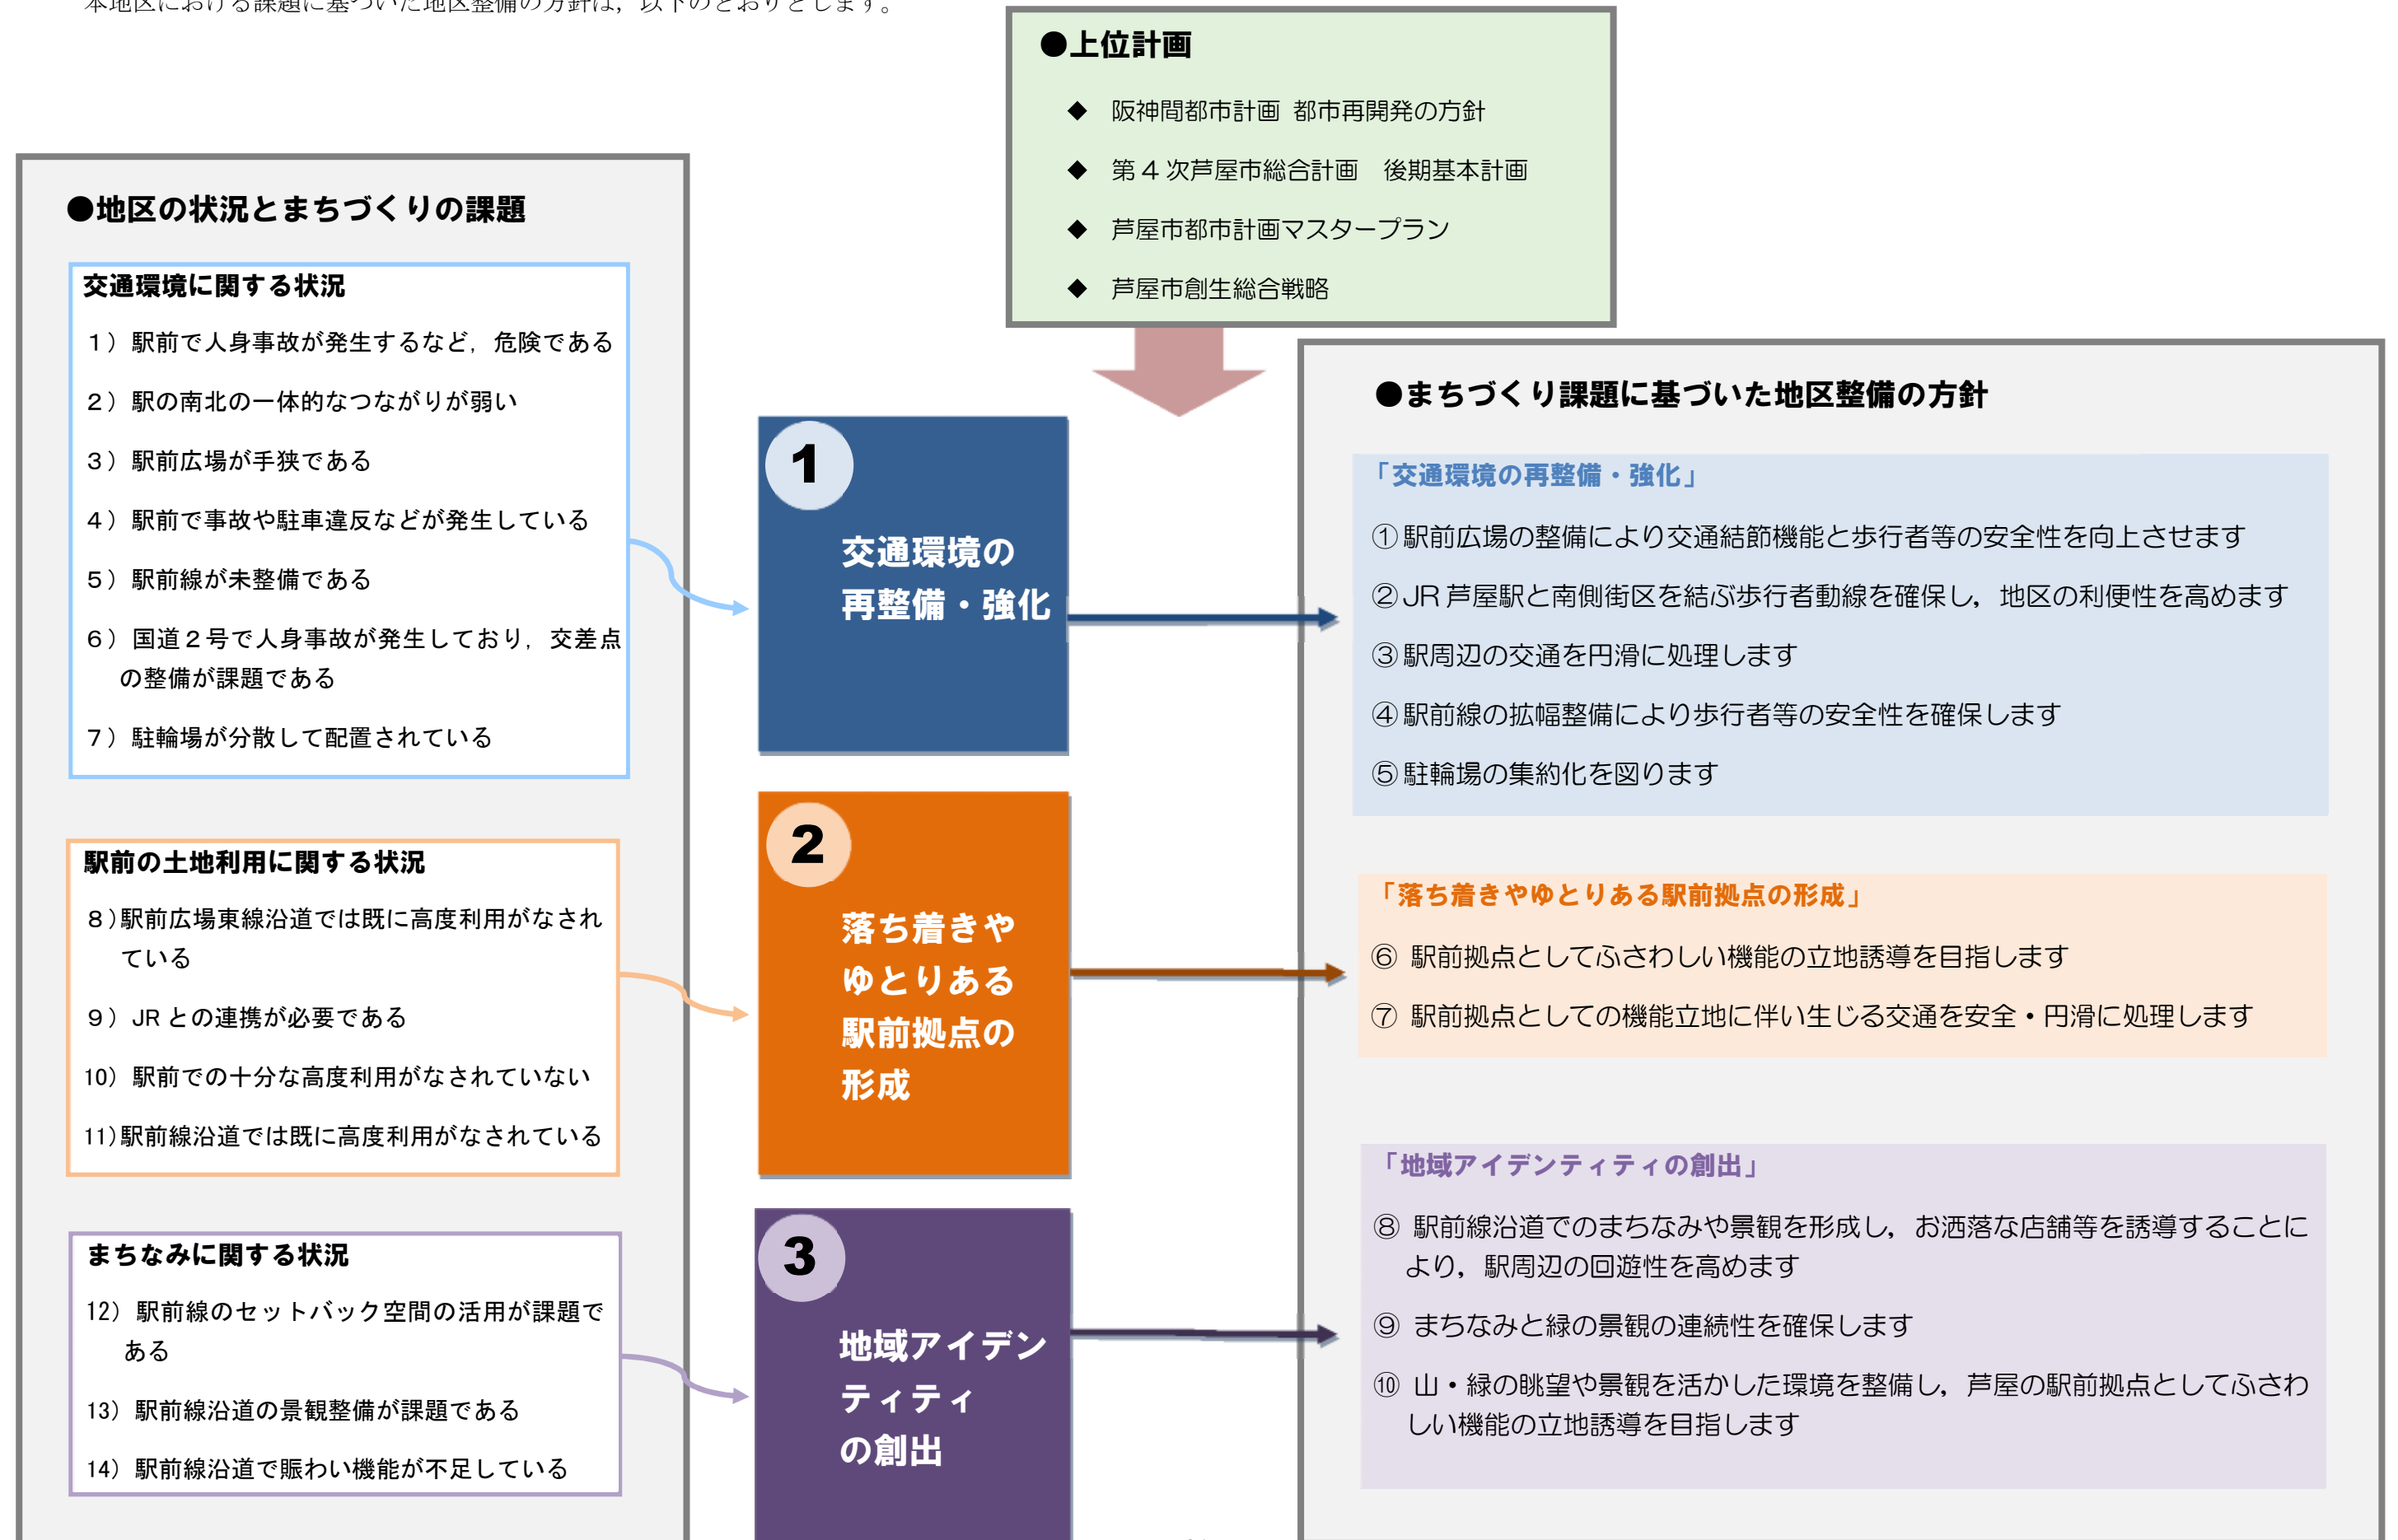 本地区における課題に基づいた地区整備の方針は，以下のとおりとします。
●上位計画
◆ 阪神間都市計画 都市再開発の方針
◆ 第４次芦屋市総合計画　後期基本計画
◆ 芦屋市都市計画マスタープラン
◆ 芦屋市創生総合戦略
●地区の状況とまちづくりの課題
交通環境に関する状況
1）駅前で人身事故が発生するなど，危険である
2）駅の南北の一体的なつながりが弱い
3）駅前広場が手狭である
4）駅前で事故や駐車違反などが発生している
5）駅前線が未整備である
6）国道２号で人身事故が発生しており，交差点
の整備が課題である
7）駐輪場が分散して配置されている
駅前の土地利用に関する状況
8)駅前広場東線沿道では既に高度利用がなされ
ている
9）JRとの連携が必要である
10）駅前での十分な高度利用がなされていない
11)駅前線沿道では既に高度利用がなされている
まちなみに関する状況
12）駅前線のセットバック空間の活用が課題で
ある
13）駅前線沿道の景観整備が課題である
14）駅前線沿道で賑わい機能が不足している
1
交通環境の
再整備・強化
2
落ち着きや
ゆとりある
駅前拠点の
形成
3
地域アイデン
ティティ
の創出
●まちづくり課題に基づいた地区整備の方針
「交通環境の再整備・強化」
①駅前広場の整備により交通結節機能と歩行者等の安全性を向上させます
②JR芦屋駅と南側街区を結ぶ歩行者動線を確保し，地区の利便性を高めます
③駅周辺の交通を円滑に処理します
④駅前線の拡幅整備により歩行者等の安全性を確保します
⑤駐輪場の集約化を図ります
「落ち着きやゆとりある駅前拠点の形成」
⑥ 駅前拠点としてふさわしい機能の立地誘導を目指します
⑦ 駅前拠点としての機能立地に伴い生じる交通を安全・円滑に処理します
「地域アイデンティティの創出」
⑧ 駅前線沿道でのまちなみや景観を形成し，お洒落な店舗等を誘導することに
より，駅周辺の回遊性を高めます
⑨ まちなみと緑の景観の連続性を確保します
⑩ 山・緑の眺望や景観を活かした環境を整備し，芦屋の駅前拠点としてふさわ
しい機能の立地誘導を目指します